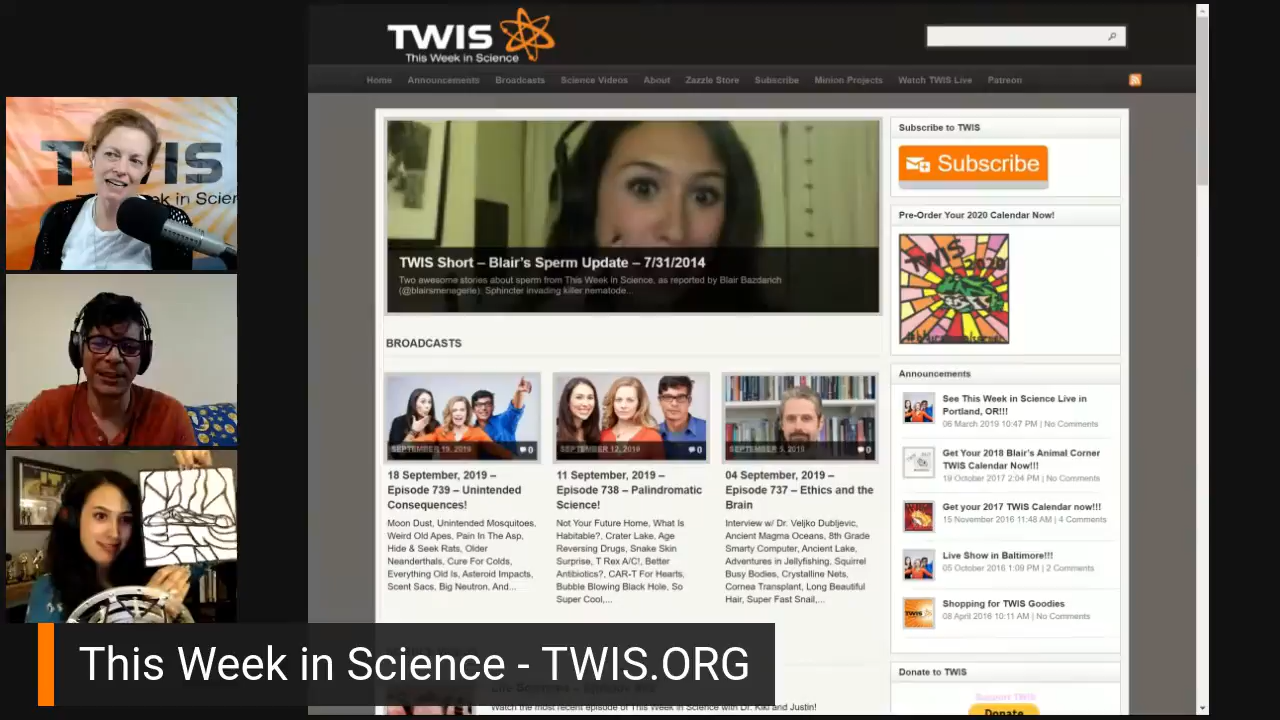 TWIS
This Week in Science
Home Announcements Broadcasts Science Videos About Zazzle Store Subscribe Minion Projects Watch TWIS Live Patreon
TWIS
Week in Scien
TWIS Short – Blair's Sperm Update – 7/31/2014
Two awesome stories about sperm from This Week In Science, as reported by Blair Bazdarich
(@blairsmenagerie): Sphincter invading killer nematode...
BROADCASTS
SEPTEMBER 19, 2019 0
18 September, 2019 –
Episode 739 – Unintended
Consequences!
Moon Dust, Unintended Mosquitoes,
Weird Old Apes, Pain In The Asp,
Hide & Seek Rats, Older
Neanderthals, Cure For Colds,
Everything Old Is, Asteroid Impacts,
Scent Sacs, Big Neutron, And...
SEPTEMBER 12, 2019 0
11 September, 2019 –
Episode 738 – Palindromatic
Science!
Not Your Future Home, What Is
Habitable?, Crater Lake, Age
Reversing Drugs, Snake Skin
Surprise, T Rex A/C!, Better
Antibiotics?, CAR-T For Hearts,
Bubble Blowing Black Hole, So
Super Cool,...
SEPTEMBER 5, 2019 0
04 September, 2019 –
Episode 737 – Ethics and the
Brain
Interview w/ Dr. Veljko Dubljevic,
Ancient Magma Oceans, 8th Grade
Smarty Computer, Ancient Lake,
Adventures in Jellyfishing, Squirrel
Busy Bodies, Crystalline Nets,
Cornea Transplant, Long Beautiful
Hair, Super Fast Snail,...
Watch the most recent episode of This Week in Science with Dr. Kiki and Justin!
Subscribe to TWIS
Subscribe
Pre-Order Your 2020 Calendar Now!
TWIS
2020
Announcements
See This Week in Science Live in
Portland, OR!!!
06 March 2019 10:47 PM | No Comments
Get Your 2018 Blair's Animal Corner
TWIS Calendar Now!!!
19 October 2017 2:04 PM | No Comments
Get your 2017 TWIS Calendar now!!!
15 November 2016 11:48 AM | 4 Comments
Live Show in Baltimore!!!
05 October 2016 1:09 PM | 2 Comments
TWIS
Shopping for TWIS Goodies
08 April 2016 10:11 AM | No Comments
Donate to TWIS
Support TWIS
Donate
This Week in Science - TWIS.ORG